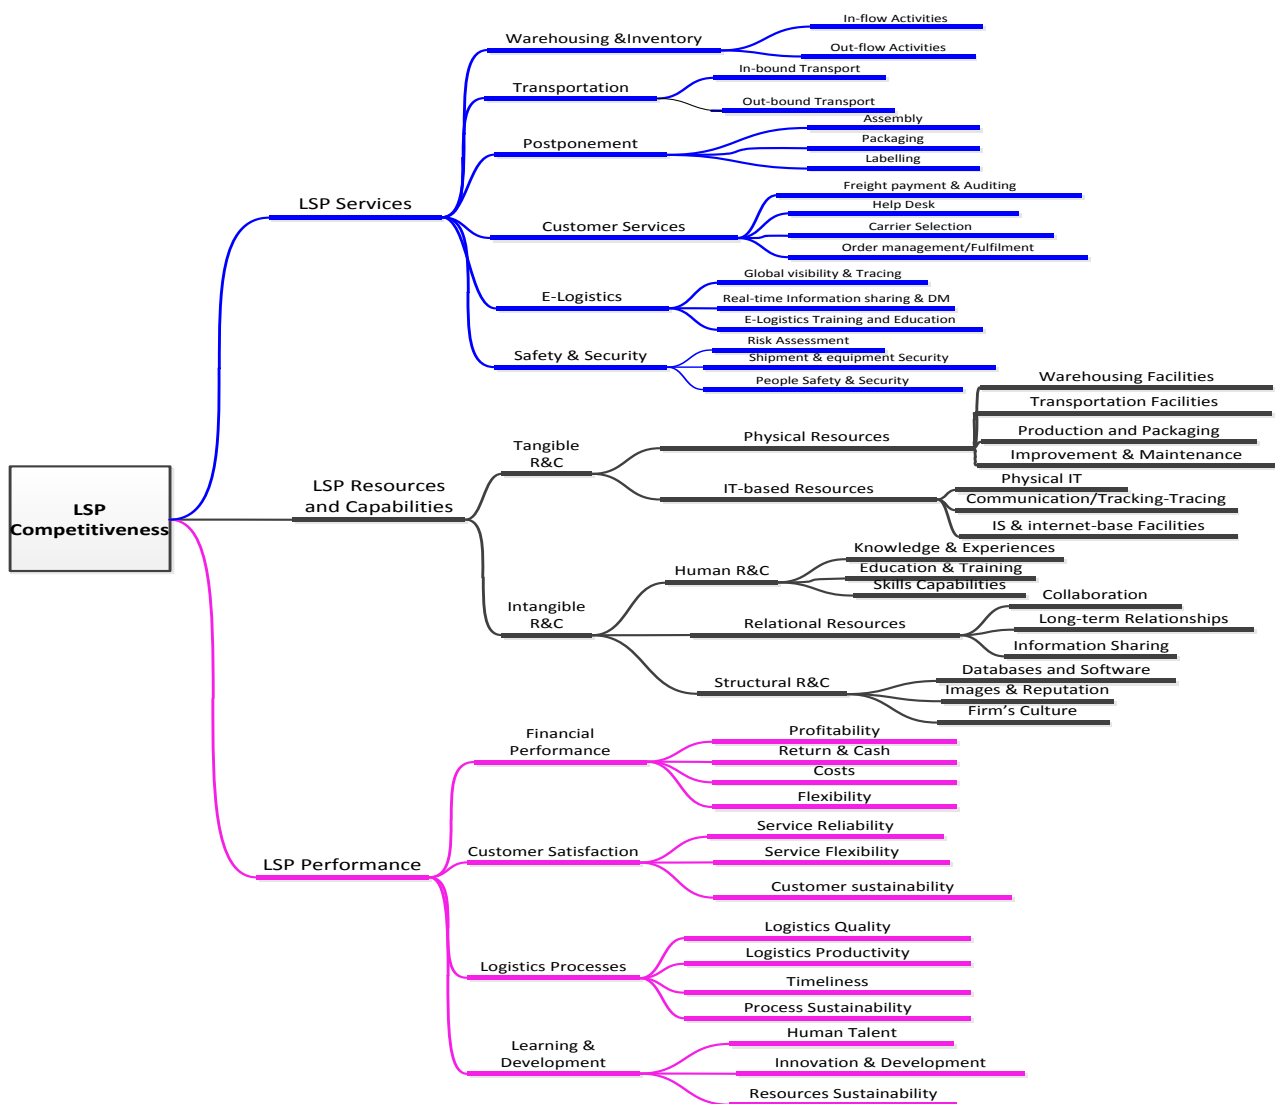 LSP
Competitiveness
LSP Services
Warehousing &Inventory
In-flow Activities
Out-flow Activities
Transportation
In-bound Transport
Out-bound Transport
Postponement
Assembly
Packaging
Labelling
Customer Services
Freight payment & Auditing
Help Desk
Carrier Selection
Order management/Fulfilment
E-Logistics
Global visibility & Tracing
Real-time Information sharing & DM
E-Logistics Training and Education
Safety & Security
Risk Assessment
Shipment & equipment Security
People Safety & Security
LSP Resources
and Capabilities
Tangible
R&C
Physical Resources
Warehousing Facilities
Transportation Facilities
Production and Packaging
Improvement & Maintenance
IT-based Resources
Physical IT
Communication/Tracking-Tracing
IS & internet-base Facilities
Intangible
R&C
Human R&C
Knowledge & Experiences
Education & Training
Skills Capabilities
Relational Resources
Collaboration
Long-term Relationships
Information Sharing
Structural R&C
Databases and Software
Images & Reputation
Firm's Culture
LSP Performance
Financial
Performance
Profitability
Return & Cash
Costs
Flexibility
Customer Satisfaction
Service Reliability
Service Flexibility
Customer sustainability
Logistics Processes
Logistics Quality
Logistics Productivity
Timeliness
Process Sustainability
Learning &
Development
Human Talent
Innovation & Development
Resources Sustainability